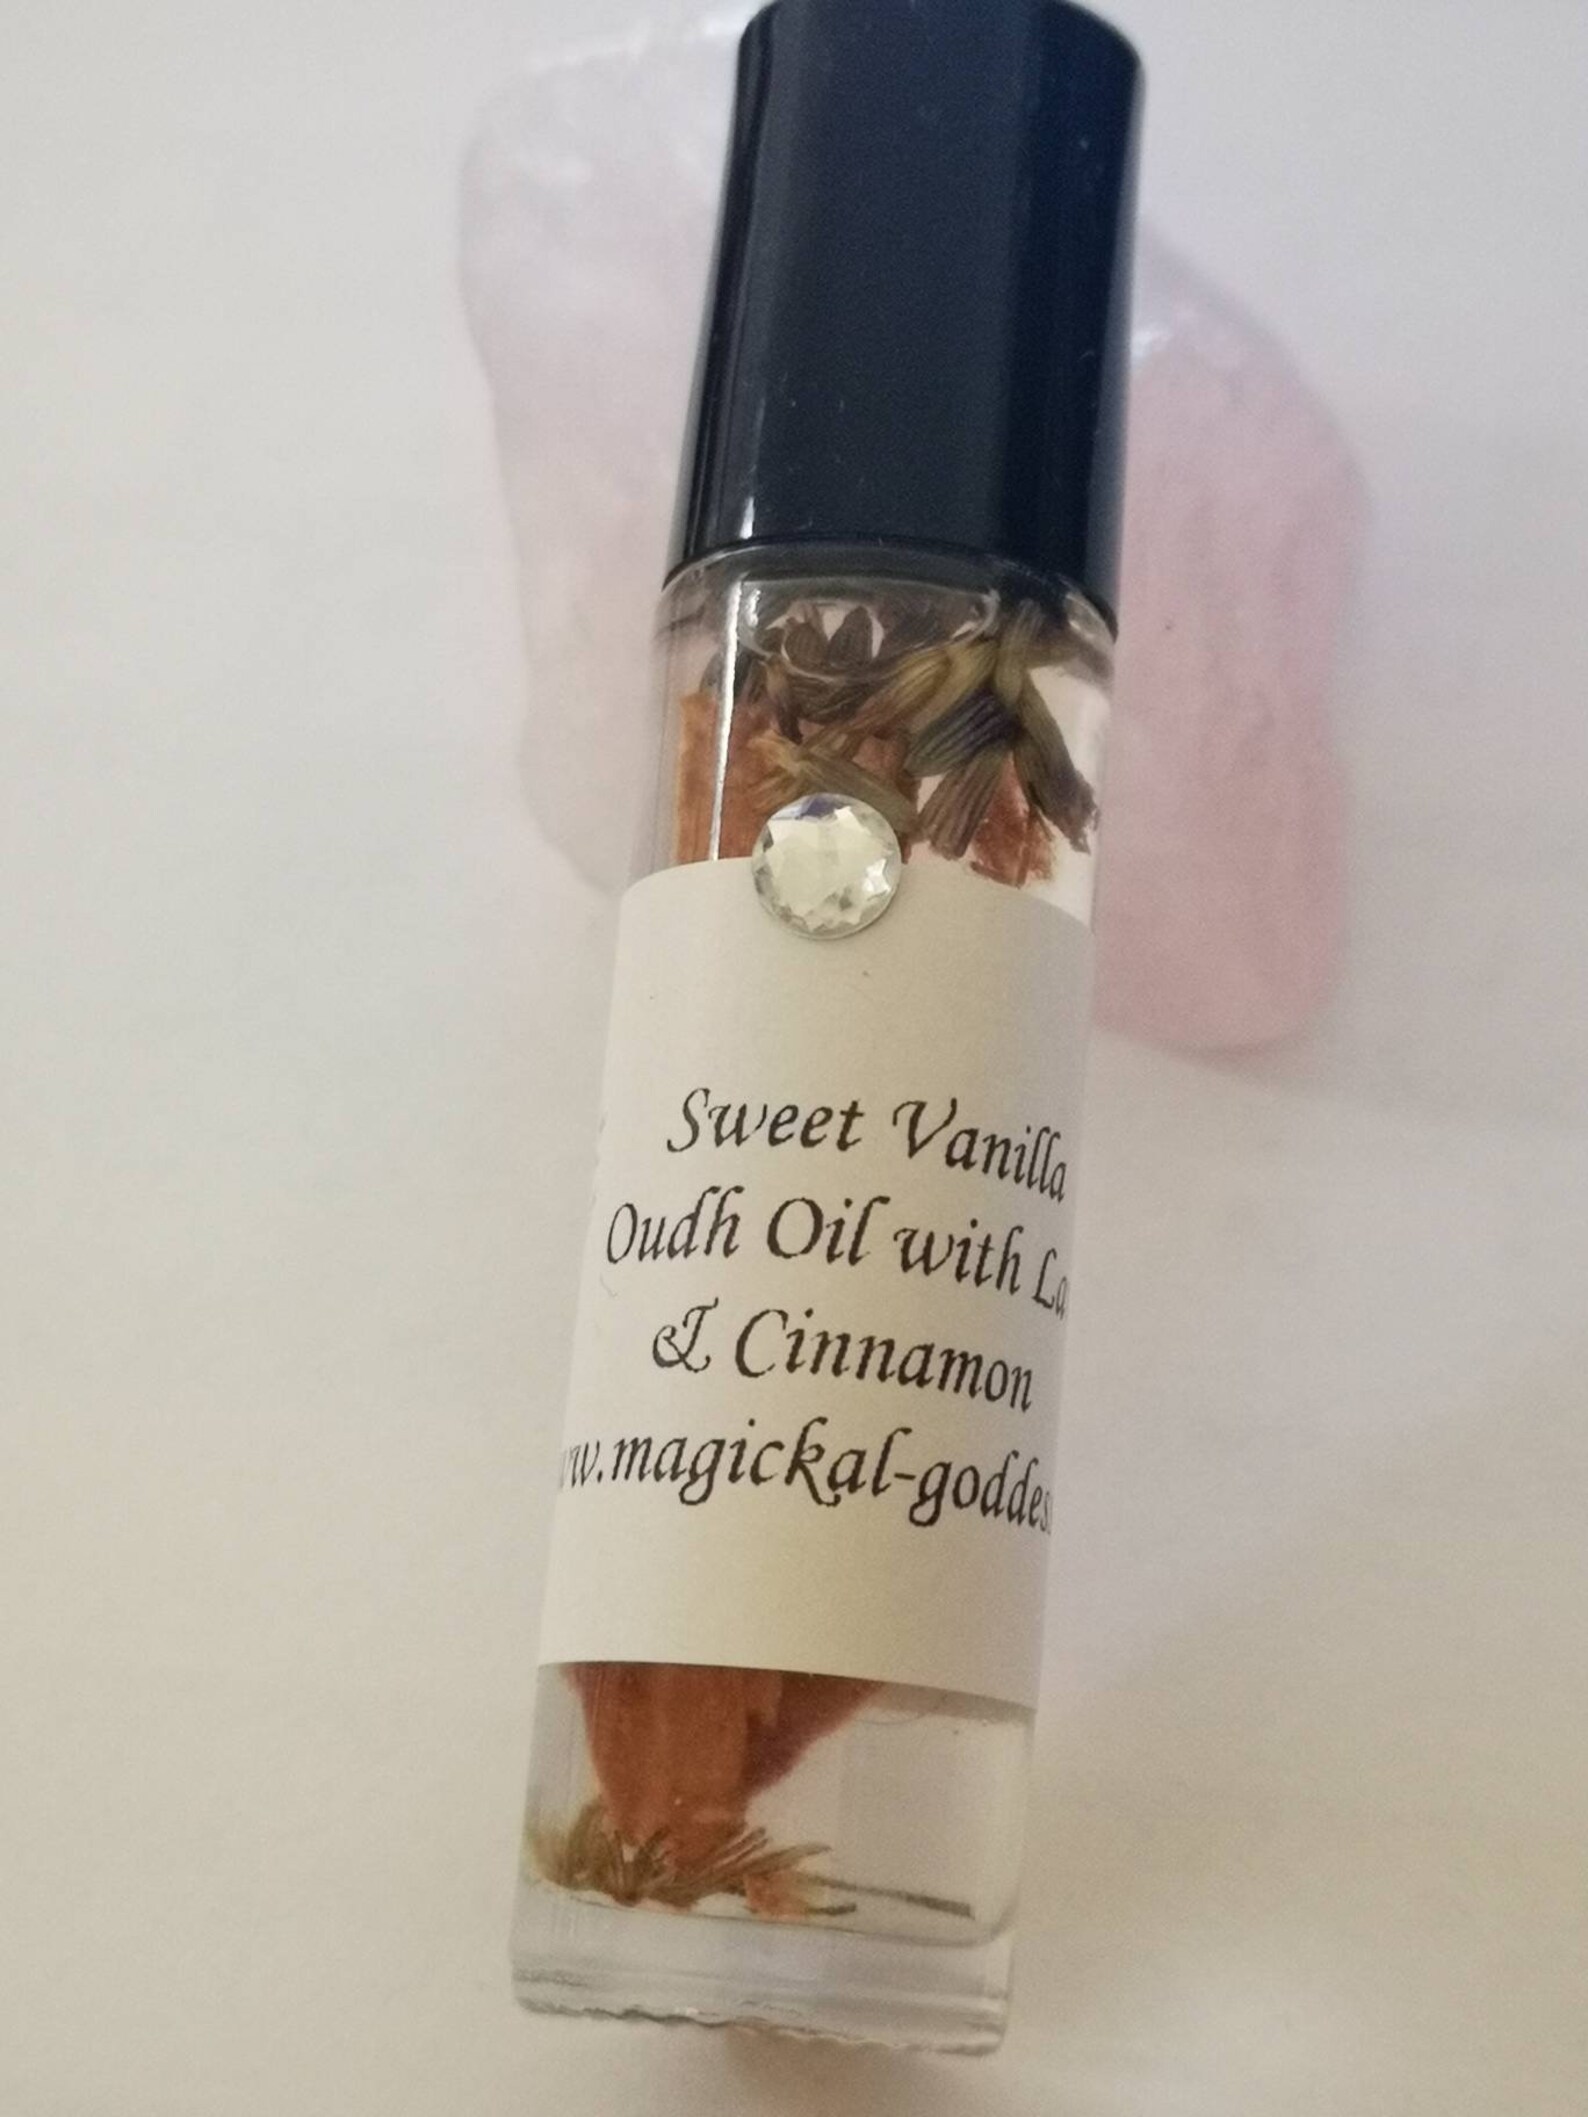 Sweet Vanilla
Oudh Oil with La
& Cinnamon
ww.magickal-goddes